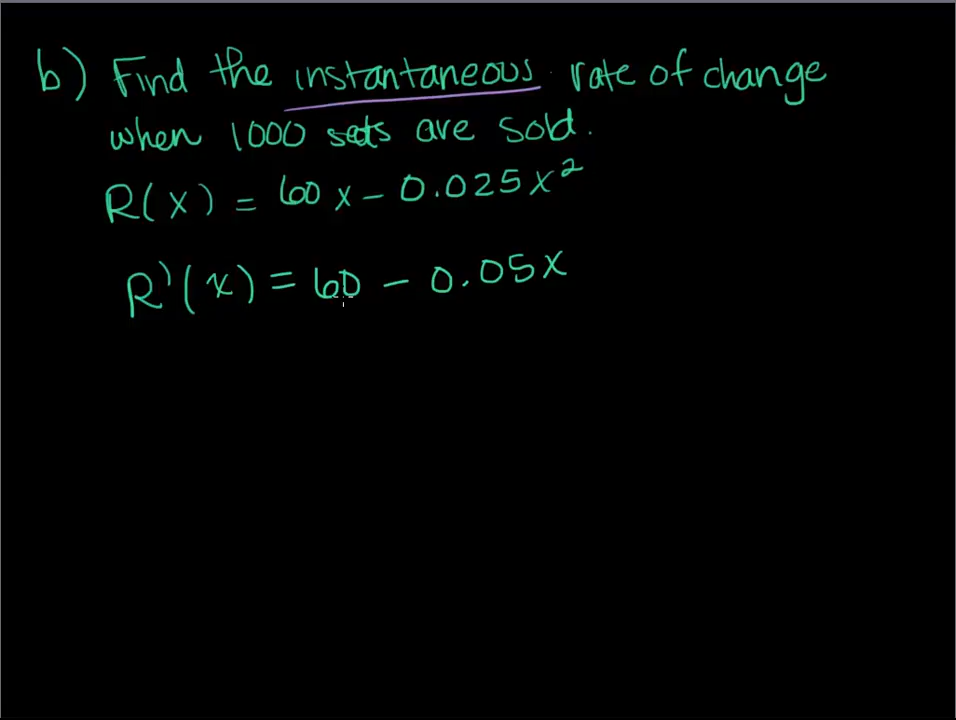 b) Find the instantaneous rate of change
when 1000 sets are sold.
R(x) = 60x - 0.025x²
R'(x) = 60 - 0.05x